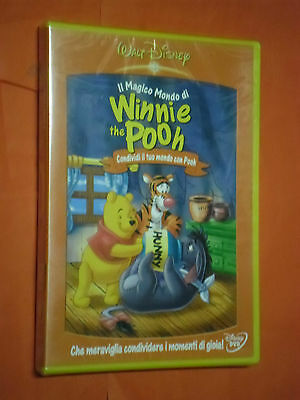 WALT DISNEY
Il Magico Mondo di
Winnie
the Pooh
Condividi il tuo mondo con Pooh
HUNNY
Che meraviglia condividere i momenti di gioia!
DISNEY
DVD